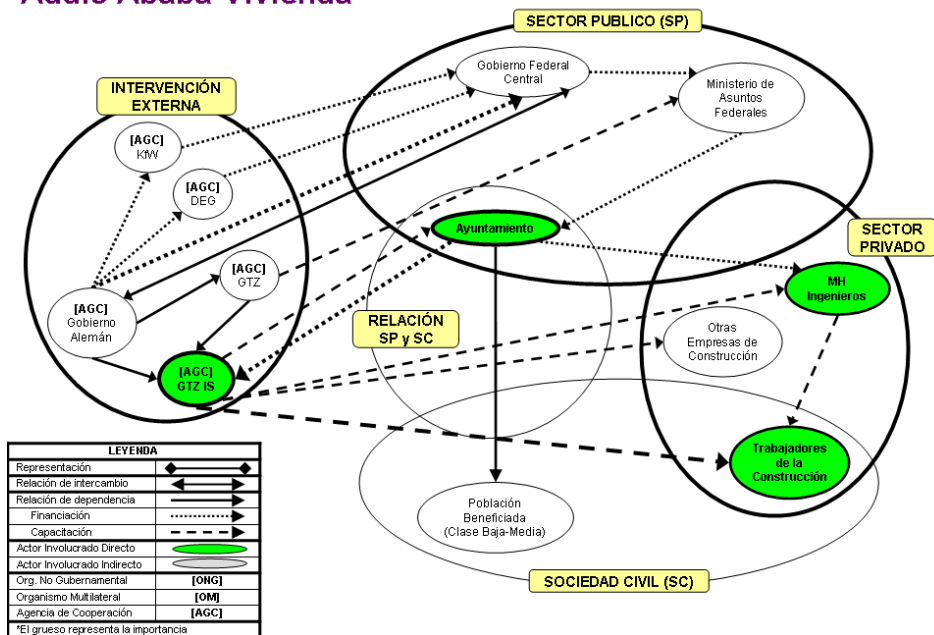 Addis Ababa Vivienda
SECTOR PUBLICO (SP)
Gobierno Federal
Central
Ministerio de
Asuntos
Federales
INTERVENCIÓN
EXTERNA
[AGC]
KfW
[AGC]
DEG
[AGC]
GTZ
[AGC]
Gobierno
Alemán
[AGC]
GTZ IS
Ayuntamiento
SECTOR
PRIVADO
MH
Ingenieros
RELACIÓN
SP y SC
Otras
Empresas de
Construcción
Trabajadores
de la
Construcción
Población
Beneficiada
(Clase Baja-Media)
SOCIEDAD CIVIL (SC)
LEYENDA
Representación
Relación de intercambio
Relación de dependencia
Financiación
Capacitación
Actor Involucrado Directo
Actor Involucrado Indirecto
Org. No Gubernamental [ONG]
Organismo Multilateral [OM]
Agencia de Cooperación [AGC]
*El grueso representa la importancia